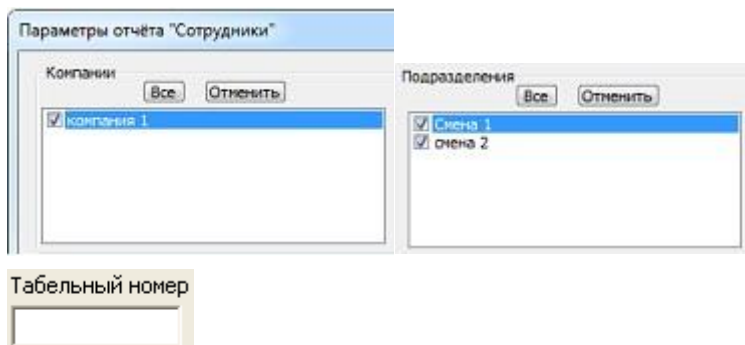 Параметры отчёта "Сотрудники"
Компании
Все Отменить
компания 1
Подразделения
Все Отменить
Смена 1
смена 2
Табельный номер